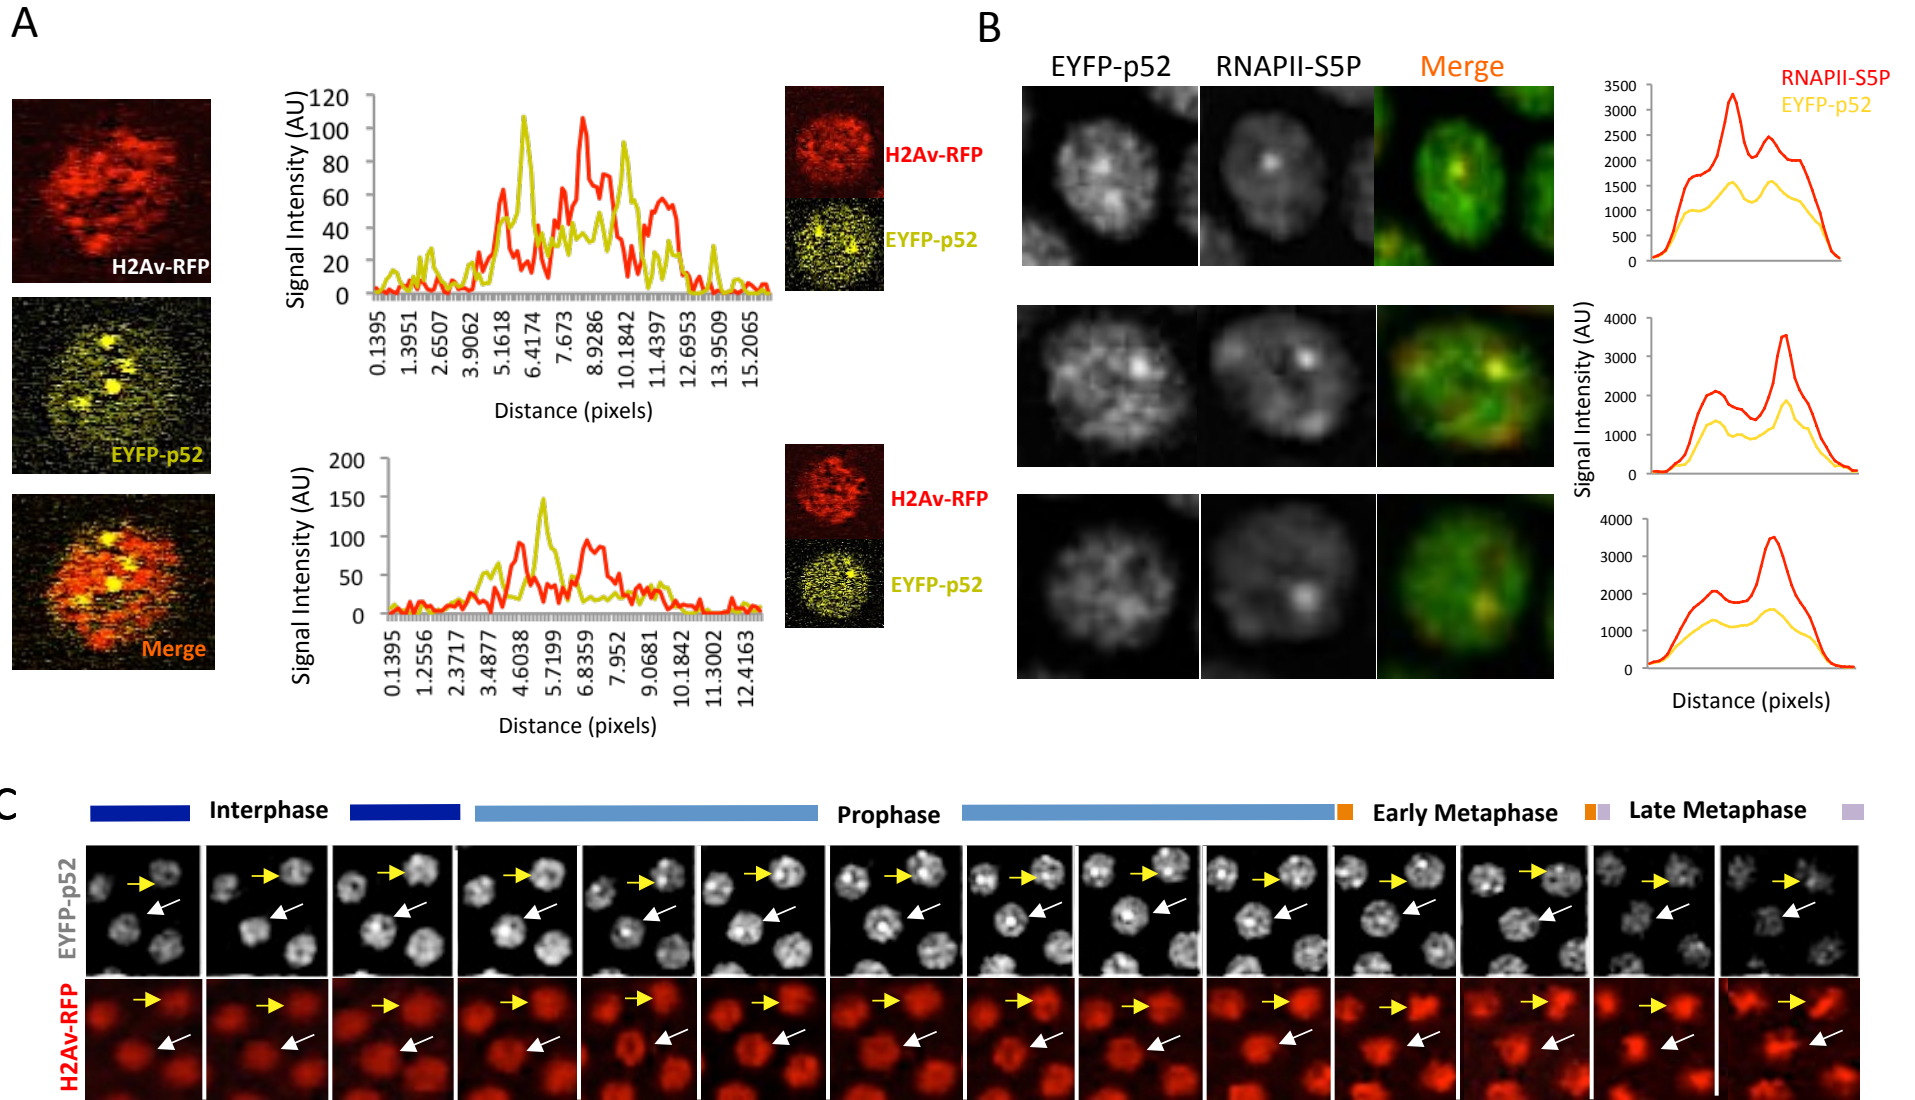 A
H2Av-RFP
EYFP-p52
Merge
Signal Intensity (AU)
120
100
80
60
40
20
0
0.1395
1.3951
2.6507
3.9062
5.1618
6.4174
7.673
8.9286
10.1842
11.4397
12.6953
13.9509
15.2065
Distance (pixels)
H2Av-RFP
EYFP-p52
Signal Intensity (AU)
200
150
100
50
0
0.1395
1.2556
2.3717
3.4877
4.6038
5.7199
6.8359
7.952
9.0681
10.1842
11.3002
12.4163
Distance (pixels)
H2Av-RFP
EYFP-p52
B
EYFP-p52 RNAPII-S5P Merge
RNAPII-S5P
EYFP-p52
3500
3000
2500
2000
1500
1000
500
0
Signal Intensity (AU)
4000
3000
2000
1000
0
4000
3000
2000
1000
0
Distance (pixels)
C
Interphase Prophase Early Metaphase Late Metaphase
EYFP-p52
H2Av-RFP